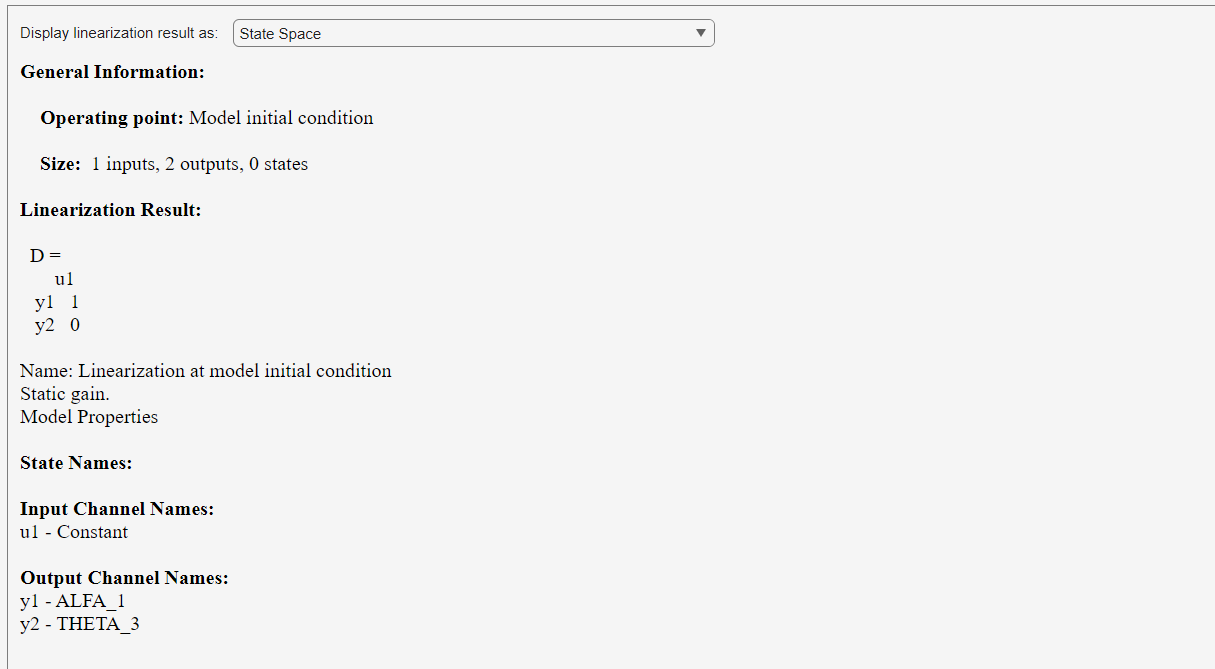 Display linearization result as: State Space
General Information:
Operating point: Model initial condition
Size: 1 inputs, 2 outputs, 0 states
Linearization Result:
D =
u1
y1 1
y2 0
Name: Linearization at model initial condition
Static gain.
Model Properties
State Names:
Input Channel Names:
u1 - Constant
Output Channel Names:
y1 - ALFA_1
y2 - THETA_3